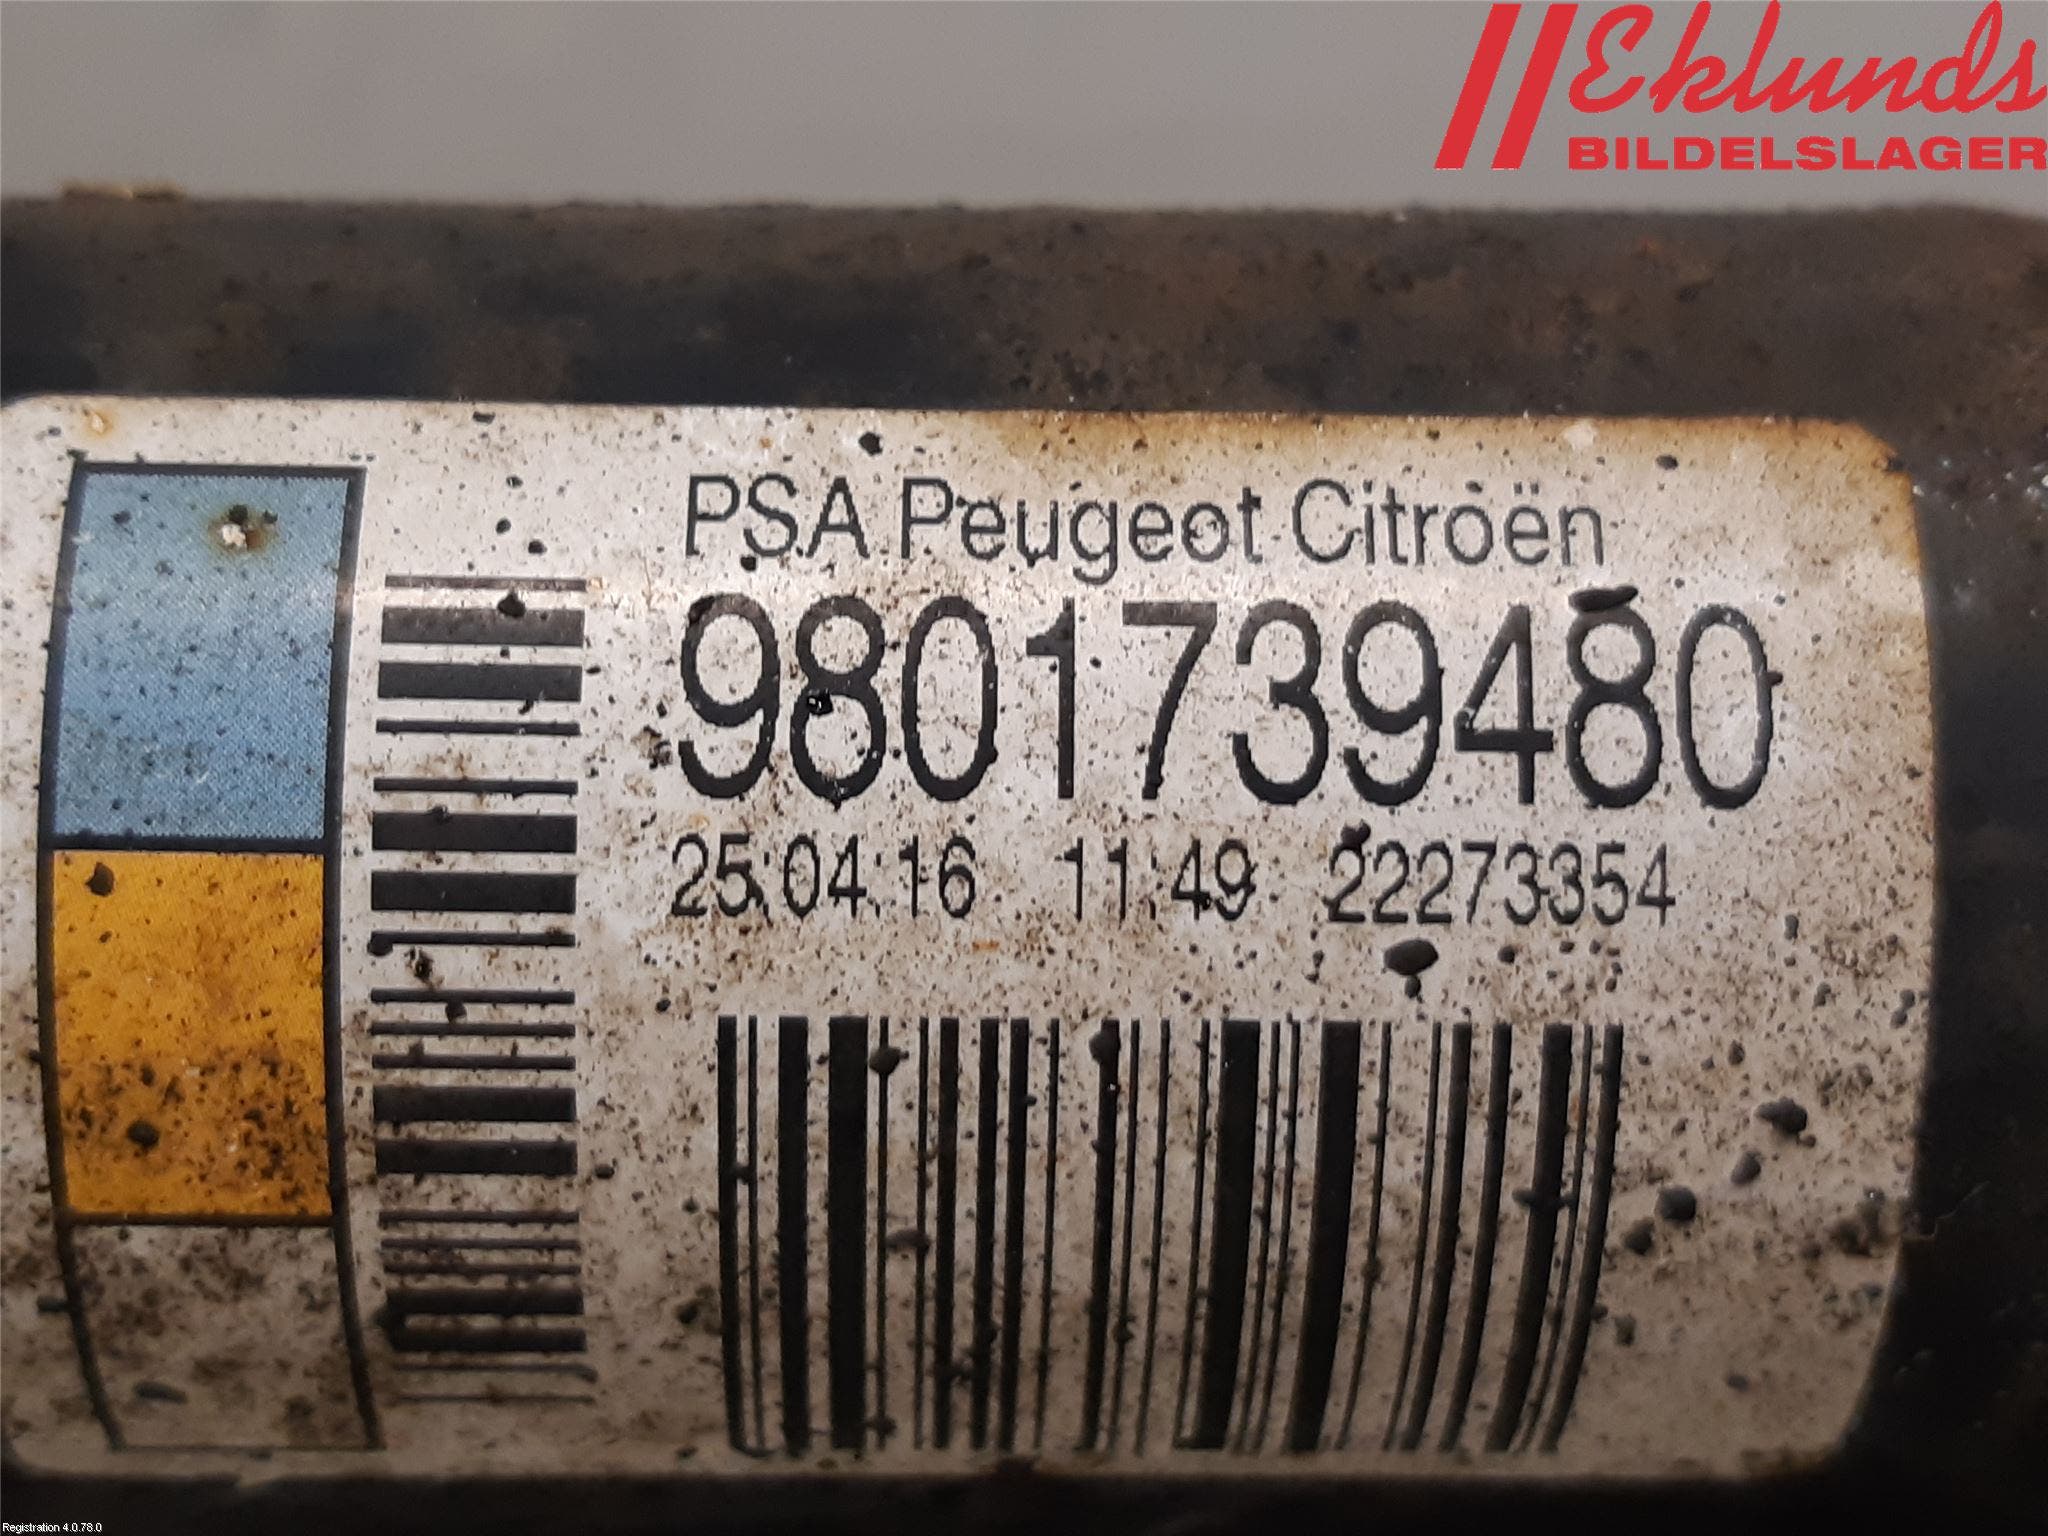 Eklunds
BILDELSLAGER
PSA Peugeot Citroën
9801739480
25.04.16 11:49 22273354
Registration 4.0.78.0